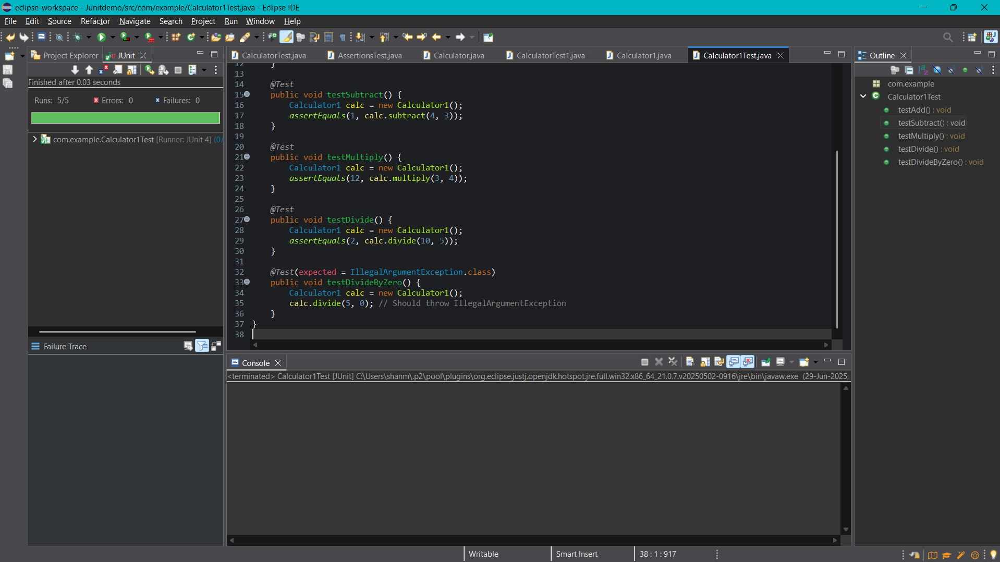 eclipse-workspace - Junitdemo/src/com/example/Calculator1Test.java - Eclipse IDE
File Edit Source Refactor Navigate Search Project Run Window Help
Project Explorer JUnit
Finished after 0.03 seconds
Runs: 5/5 Errors: 0 Failures: 0
com.example.Calculator1Test [Runner: JUnit 4] (0.0
Failure Trace
CalculatorTest.java AssertionsTest.java Calculator.java CalculatorTest1.java Calculator1.java Calculator1Test.java
12 }
13
14 @Test
15 public void testSubtract() {
16 Calculator1 calc = new Calculator1();
17 assertEquals(1, calc.subtract(4, 3));
18 }
19
20 @Test
21 public void testMultiply() {
22 Calculator1 calc = new Calculator1();
23 assertEquals(12, calc.multiply(3, 4));
24 }
25
26 @Test
27 public void testDivide() {
28 Calculator1 calc = new Calculator1();
29 assertEquals(2, calc.divide(10, 5));
30 }
31
32 @Test(expected = IllegalArgumentException.class)
33 public void testDivideByZero() {
34 Calculator1 calc = new Calculator1();
35 calc.divide(5, 0); // Should throw IllegalArgumentException
36 }
37 }
38
Console
<terminated> Calculator1Test [JUnit] C:\Users\shanm\.p2\pool\plugins\org.eclipse.justj.openjdk.hotspot.jre.full.win32.x86_64_21.0.7.v20250502-0916\jre\bin\javaw.exe (29-Jun-2025,
Outline
com.example
Calculator1Test
testAdd() : void
testSubtract() : void
testMultiply() : void
testDivide() : void
testDivideByZero() : void
Writable Smart Insert 38 : 1 : 917